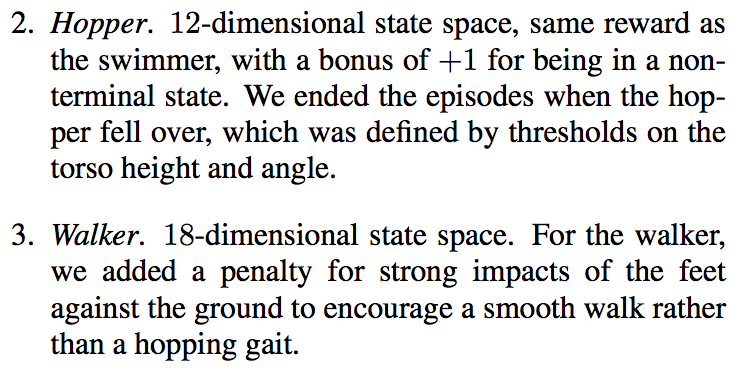 2. Hopper. 12-dimensional state space, same reward as
the swimmer, with a bonus of +1 for being in a non-
terminal state. We ended the episodes when the hop-
per fell over, which was defined by thresholds on the
torso height and angle.
3. Walker. 18-dimensional state space. For the walker,
we added a penalty for strong impacts of the feet
against the ground to encourage a smooth walk rather
than a hopping gait.